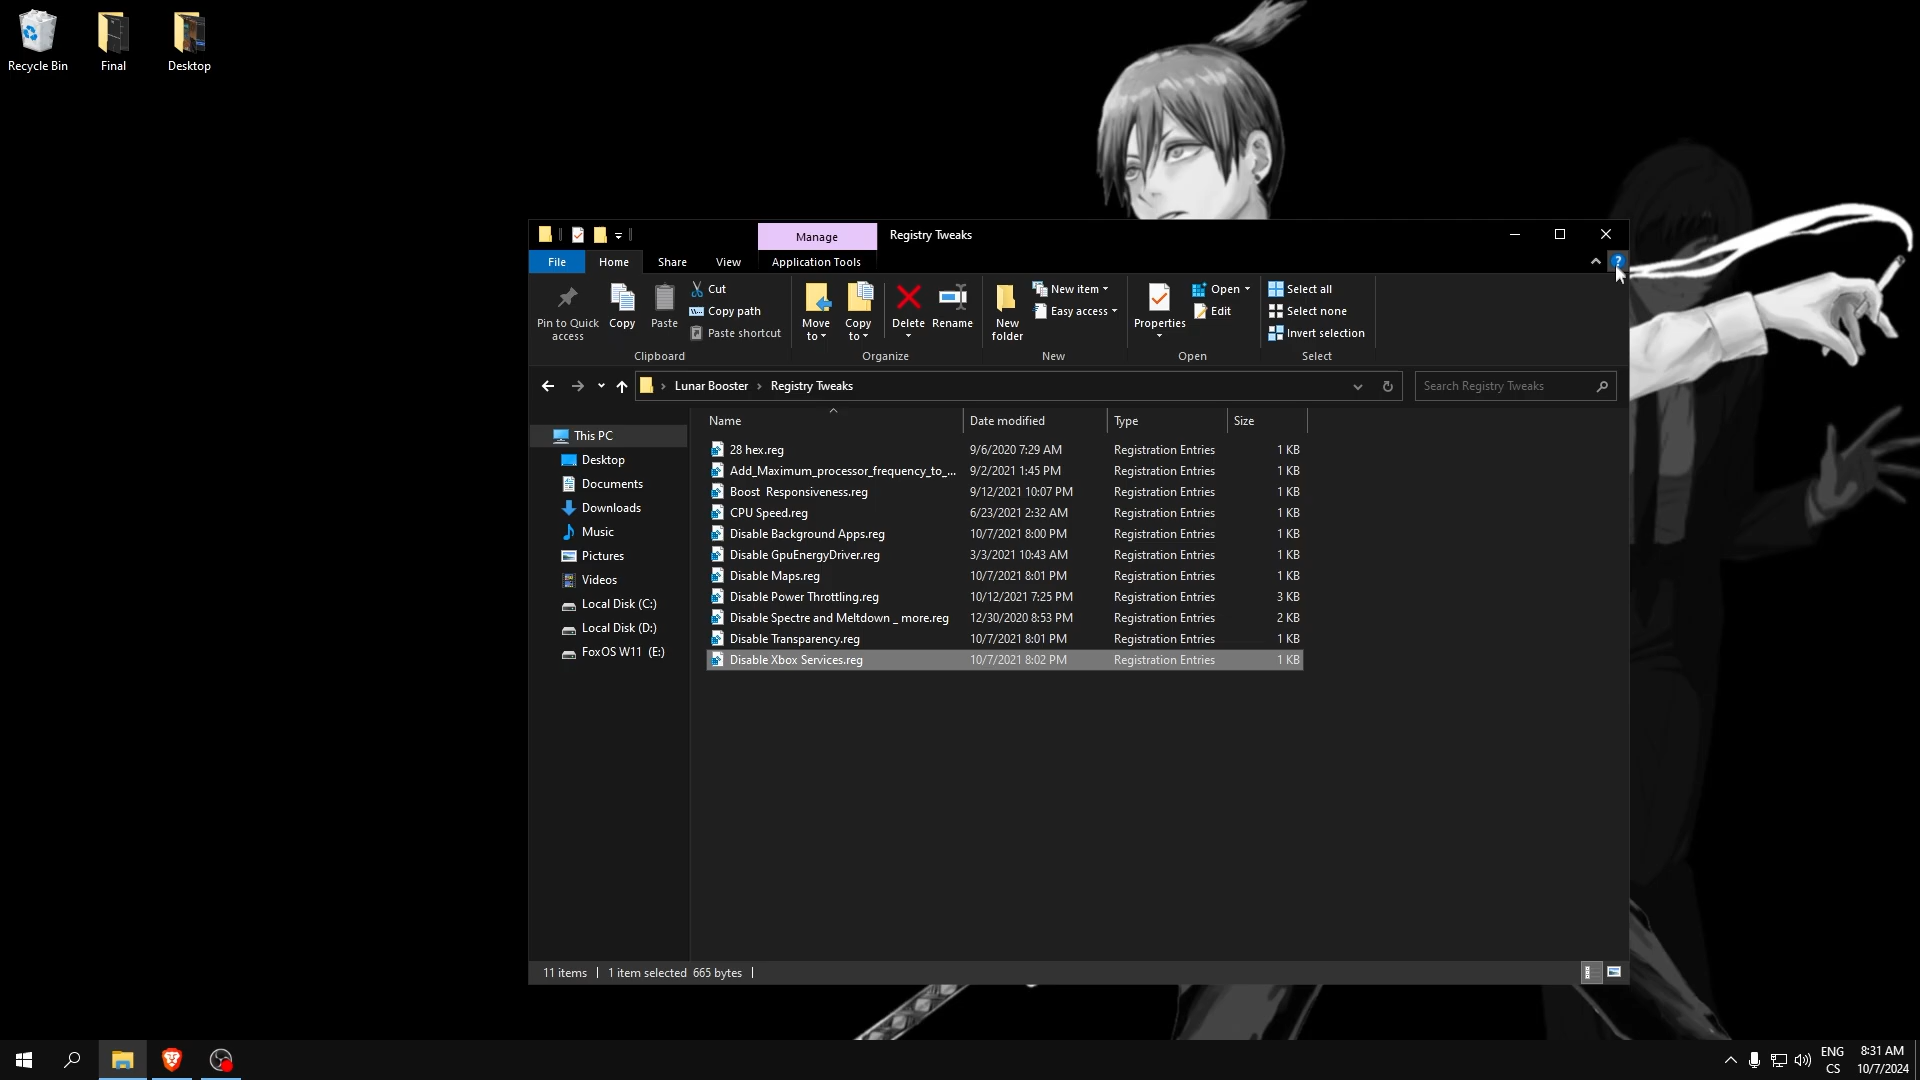 Recycle Bin
Final
Desktop
Manage
Registry Tweaks
File
Home
Share
View
Application Tools
Pin to Quick access
Copy
Paste
Cut
Copy path
Paste shortcut
Clipboard
Move to
Copy to
Delete
Rename
Organize
New folder
New item
Easy access
New
Properties
Open
Edit
Open
Select all
Select none
Invert selection
Select
Lunar Booster
Registry Tweaks
Search Registry Tweaks
This PC
Desktop
Documents
Downloads
Music
Pictures
Videos
Local Disk (C:)
Local Disk (D:)
FoxOS W11 (E:)
Name Date modified Type Size
28 hex.reg 9/6/2020 7:29 AM Registration Entries 1 KB
Add_Maximum_processor_frequency_to_... 9/2/2021 1:45 PM Registration Entries 1 KB
Boost Responsiveness.reg 9/12/2021 10:07 PM Registration Entries 1 KB
CPU Speed.reg 6/23/2021 2:32 AM Registration Entries 1 KB
Disable Background Apps.reg 10/7/2021 8:00 PM Registration Entries 1 KB
Disable GpuEnergyDriver.reg 3/3/2021 10:43 AM Registration Entries 1 KB
Disable Maps.reg 10/7/2021 8:01 PM Registration Entries 1 KB
Disable Power Throttling.reg 10/12/2021 7:25 PM Registration Entries 3 KB
Disable Spectre and Meltdown _ more.reg 12/30/2020 8:53 PM Registration Entries 2 KB
Disable Transparency.reg 10/7/2021 8:01 PM Registration Entries 1 KB
Disable Xbox Services.reg 10/7/2021 8:02 PM Registration Entries 1 KB
11 items 1 item selected 665 bytes
ENG
CS
8:31 AM
10/7/2024